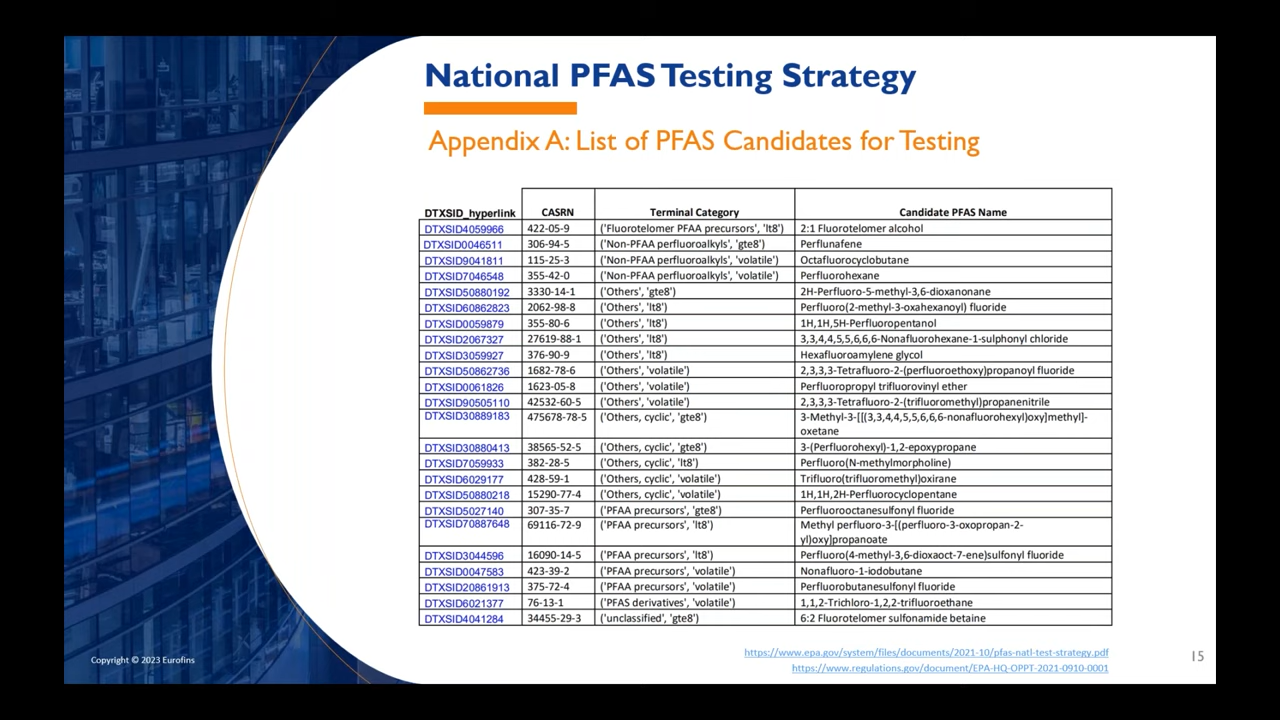 National PFAS Testing Strategy
Appendix A: List of PFAS Candidates for Testing
DTXSID_hyperlink CASRN Terminal Category Candidate PFAS Name
DTXSID4059966 422-05-9 ('Fluorotelomer PFAA precursors', 'lt8') 2:1 Fluorotelomer alcohol
DTXSID0046511 306-94-5 ('Non-PFAA perfluoroalkyls', 'gte8') Perflunafene
DTXSID9041811 115-25-3 ('Non-PFAA perfluoroalkyls', 'volatile') Octafluorocyclobutane
DTXSID7046548 355-42-0 ('Non-PFAA perfluoroalkyls', 'volatile') Perfluorohexane
DTXSID50880192 3330-14-1 ('Others', 'gte8') 2H-Perfluoro-5-methyl-3,6-dioxanonane
DTXSID60862823 2062-98-8 ('Others', 'lt8') Perfluoro(2-methyl-3-oxahexanoyl) fluoride
DTXSID0059879 355-80-6 ('Others', 'lt8') 1H,1H,5H-Perfluoropentanol
DTXSID2067327 27619-88-1 ('Others', 'lt8') 3,3,4,4,5,5,6,6,6-Nonafluorohexane-1-sulphonyl chloride
DTXSID3059927 376-90-9 ('Others', 'lt8') Hexafluoroamylene glycol
DTXSID50862736 1682-78-6 ('Others', 'volatile') 2,3,3,3-Tetrafluoro-2-(perfluoroethoxy)propanoyl fluoride
DTXSID0061826 1623-05-8 ('Others', 'volatile') Perfluoropropyl trifluorovinyl ether
DTXSID90505110 42532-60-5 ('Others', 'volatile') 2,3,3,3-Tetrafluoro-2-(trifluoromethyl)propanenitrile
DTXSID30889183 475678-78-5 ('Others, cyclic', 'gte8') 3-Methyl-3-[[(3,3,4,4,5,5,6,6,6-nonafluorohexyl)oxy]methyl]-
oxetane
DTXSID30880413 38565-52-5 ('Others, cyclic', 'gte8') 3-(Perfluorohexyl)-1,2-epoxypropane
DTXSID7059933 382-28-5 ('Others, cyclic', 'lt8') Perfluoro(N-methylmorpholine)
DTXSID6029177 428-59-1 ('Others, cyclic', 'volatile') Trifluoro(trifluoromethyl)oxirane
DTXSID50880218 15290-77-4 ('Others, cyclic', 'volatile') 1H,1H,2H-Perfluorocyclopentane
DTXSID5027140 307-35-7 ('PFAA precursors', 'gte8') Perfluorooctanesulfonyl fluoride
DTXSID70887648 69116-72-9 ('PFAA precursors', 'lt8') Methyl perfluoro-3-[(perfluoro-3-oxopropan-2-
yl)oxy]propanoate
DTXSID3044596 16090-14-5 ('PFAA precursors', 'lt8') Perfluoro(4-methyl-3,6-dioxaoct-7-ene)sulfonyl fluoride
DTXSID0047583 423-39-2 ('PFAA precursors', 'volatile') Nonafluoro-1-iodobutane
DTXSID20861913 375-72-4 ('PFAA precursors', 'volatile') Perfluorobutanesulfonyl fluoride
DTXSID6021377 76-13-1 ('PFAS derivatives', 'volatile') 1,1,2-Trichloro-1,2,2-trifluoroethane
DTXSID4041284 34455-29-3 ('unclassified', 'gte8') 6:2 Fluorotelomer sulfonamide betaine
https://www.epa.gov/system/files/documents/2021-10/pfas-natl-test-strategy.pdf
https://www.regulations.gov/document/EPA-HQ-OPPT-2021-0910-0001
Copyright © 2023 Eurofins
15